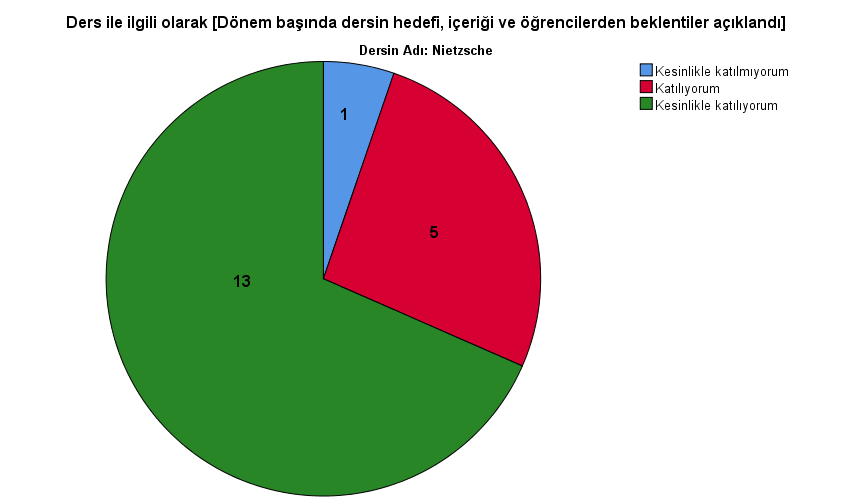 Ders ile ilgili olarak [Dönem başında dersin hedefi, içeriği ve öğrencilerden beklentiler açıklandı]
Dersin Adı: Nietzsche
Kesinlikle katılmıyorum
Katılıyorum
Kesinlikle katılıyorum
1
5
13